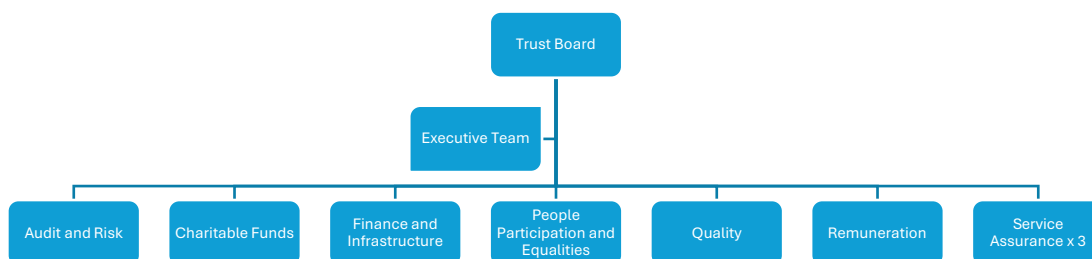 Trust Board
Executive Team
Audit and Risk
Charitable Funds
Finance and
Infrastructure
People
Participation and
Equalities
Quality
Remuneration
Service
Assurance x 3